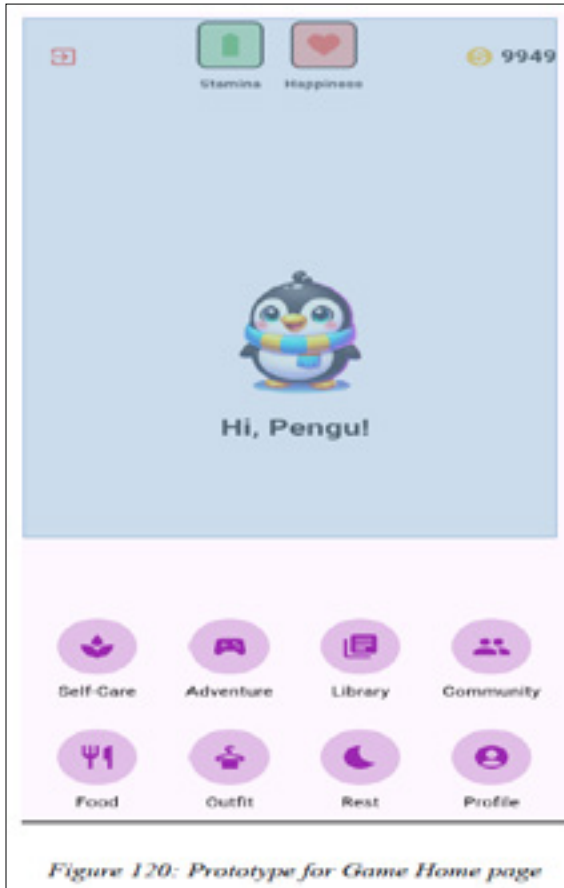 9949
Stamina Happiness
Hi, Pengu!
Self-Care Adventure Library Community
Food Outfit Rest Profile
Figure 120: Prototype for Game Home page